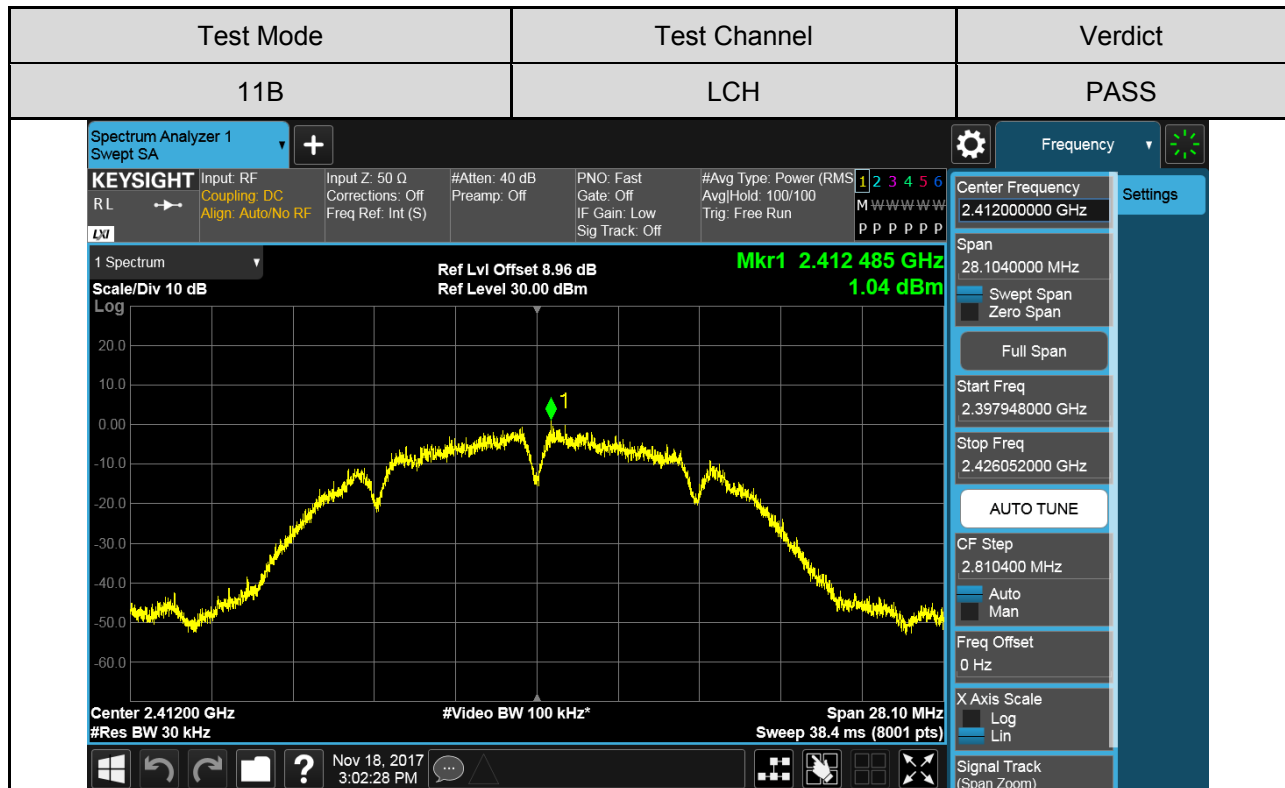 Test Mode Test Channel Verdict
11B LCH PASS
Spectrum Analyzer 1
Swept SA
+
Frequency
KEYSIGHT
RL
LXI
Input: RF
Coupling: DC
Align: Auto/No RF
Input Z: 50 Ω
Corrections: Off
Freq Ref: Int (S)
#Atten: 40 dB
Preamp: Off
PNO: Fast
Gate: Off
IF Gain: Low
Sig Track: Off
#Avg Type: Power (RMS
Avg|Hold: 100/100
Trig: Free Run
1 2 3 4 5 6
M W W W W W
P P P P P P
1 Spectrum
Scale/Div 10 dB
Log
Ref Lvl Offset 8.96 dB
Ref Level 30.00 dBm
Mkr1 2.412 485 GHz
1.04 dBm
20.0
10.0
0.00
-10.0
-20.0
-30.0
-40.0
-50.0
-60.0
1
Center 2.41200 GHz
#Res BW 30 kHz
#Video BW 100 kHz*
Span 28.10 MHz
Sweep 38.4 ms (8001 pts)
?
Nov 18, 2017
3:02:28 PM
Center Frequency
2.412000000 GHz
Settings
Span
28.1040000 MHz
Swept Span
Zero Span
Full Span
Start Freq
2.397948000 GHz
Stop Freq
2.426052000 GHz
AUTO TUNE
CF Step
2.810400 MHz
Auto
Man
Freq Offset
0 Hz
X Axis Scale
Log
Lin
Signal Track
(Span Zoom)